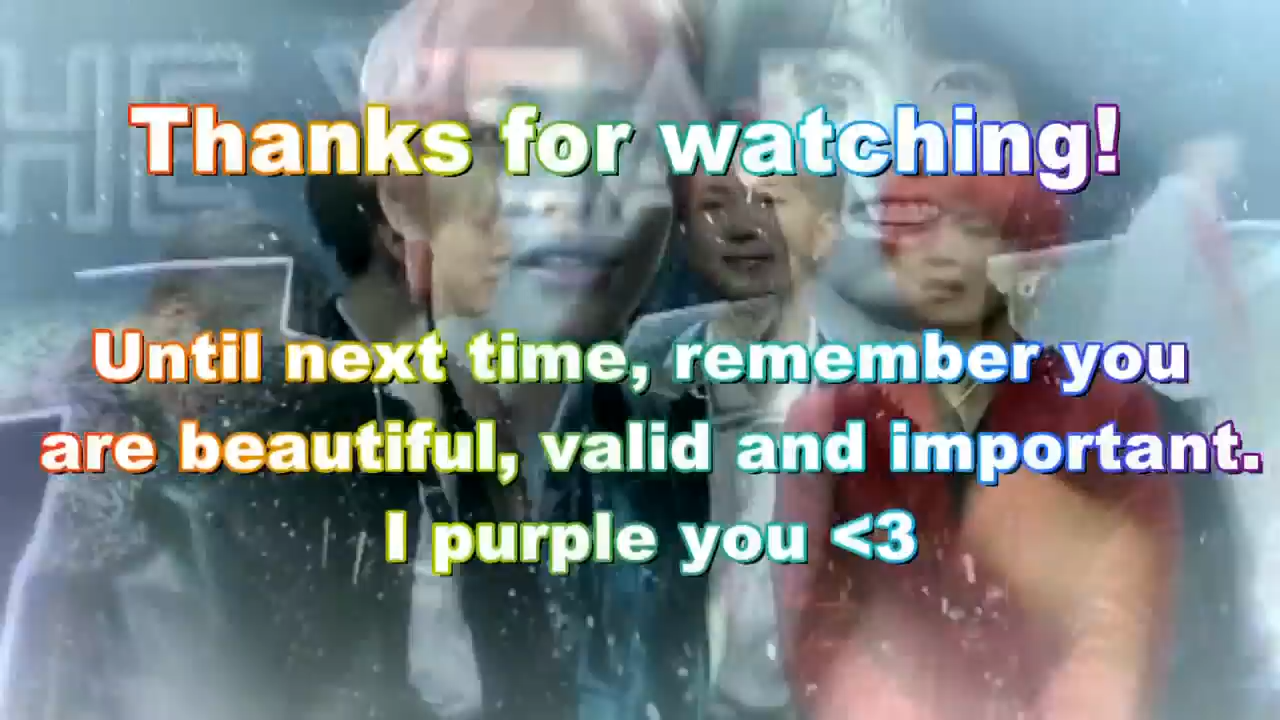 Thanks for watching!
Until next time, remember you
are beautiful, valid and important.
I purple you <3